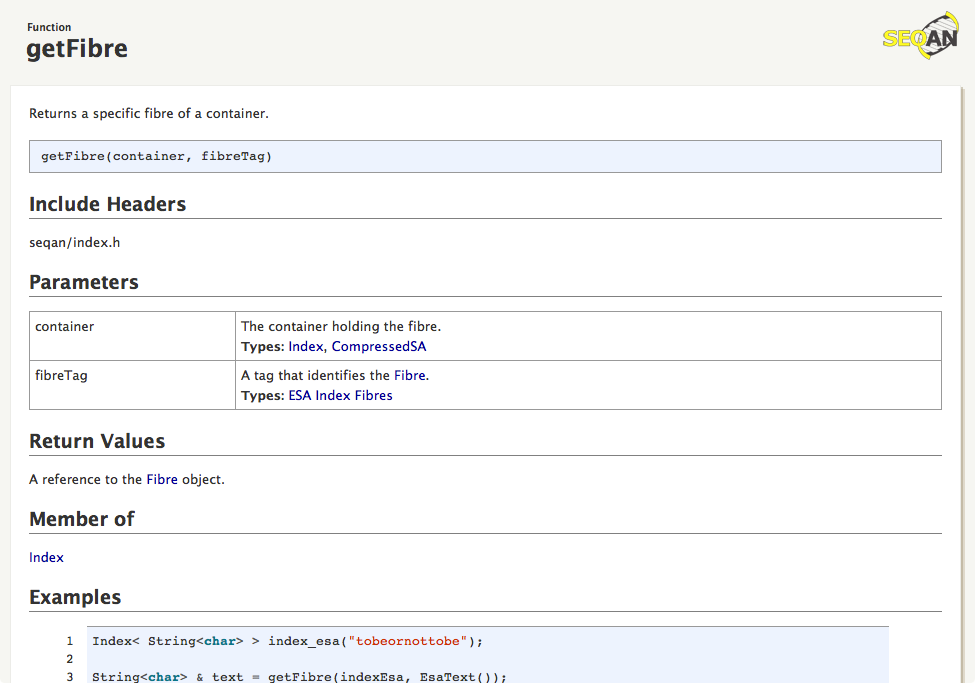 Function
getFibre
SEQAN
Returns a specific fibre of a container.
getFibre(container, fibreTag)
Include Headers
seqan/index.h
Parameters
container
The container holding the fibre.
Types: Index, CompressedSA
fibreTag
A tag that identifies the Fibre.
Types: ESA Index Fibres
Return Values
A reference to the Fibre object.
Member of
Index
Examples
1 Index< String<char> > index_esa("tobeornottobe");
2
3 String<char> & text = getFibre(indexEsa, EsaText());